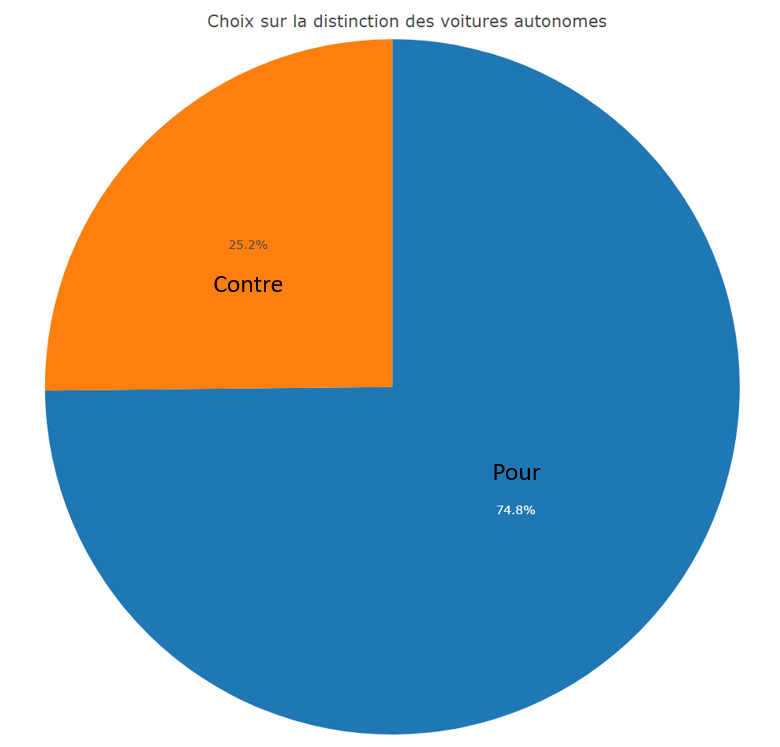 Choix sur la distinction des voitures autonomes
25.2%
Contre
Pour
74.8%